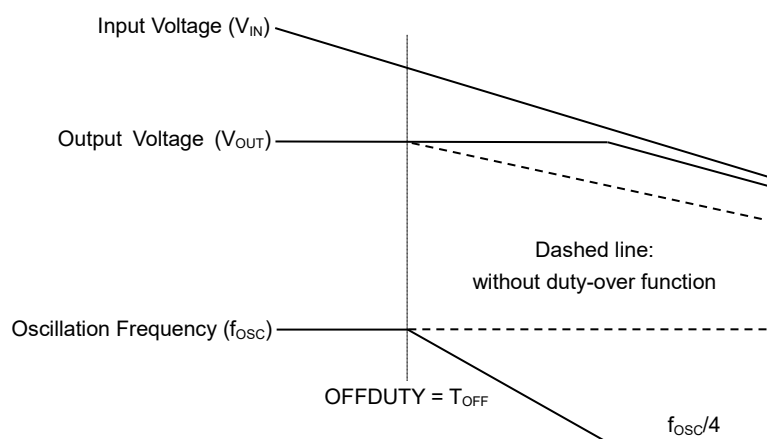 Input Voltage (VIN)
Output Voltage (VOUT)
Dashed line:
without duty-over function
Oscillation Frequency (fOSC)
OFFDUTY = TOFF
fOSC/4